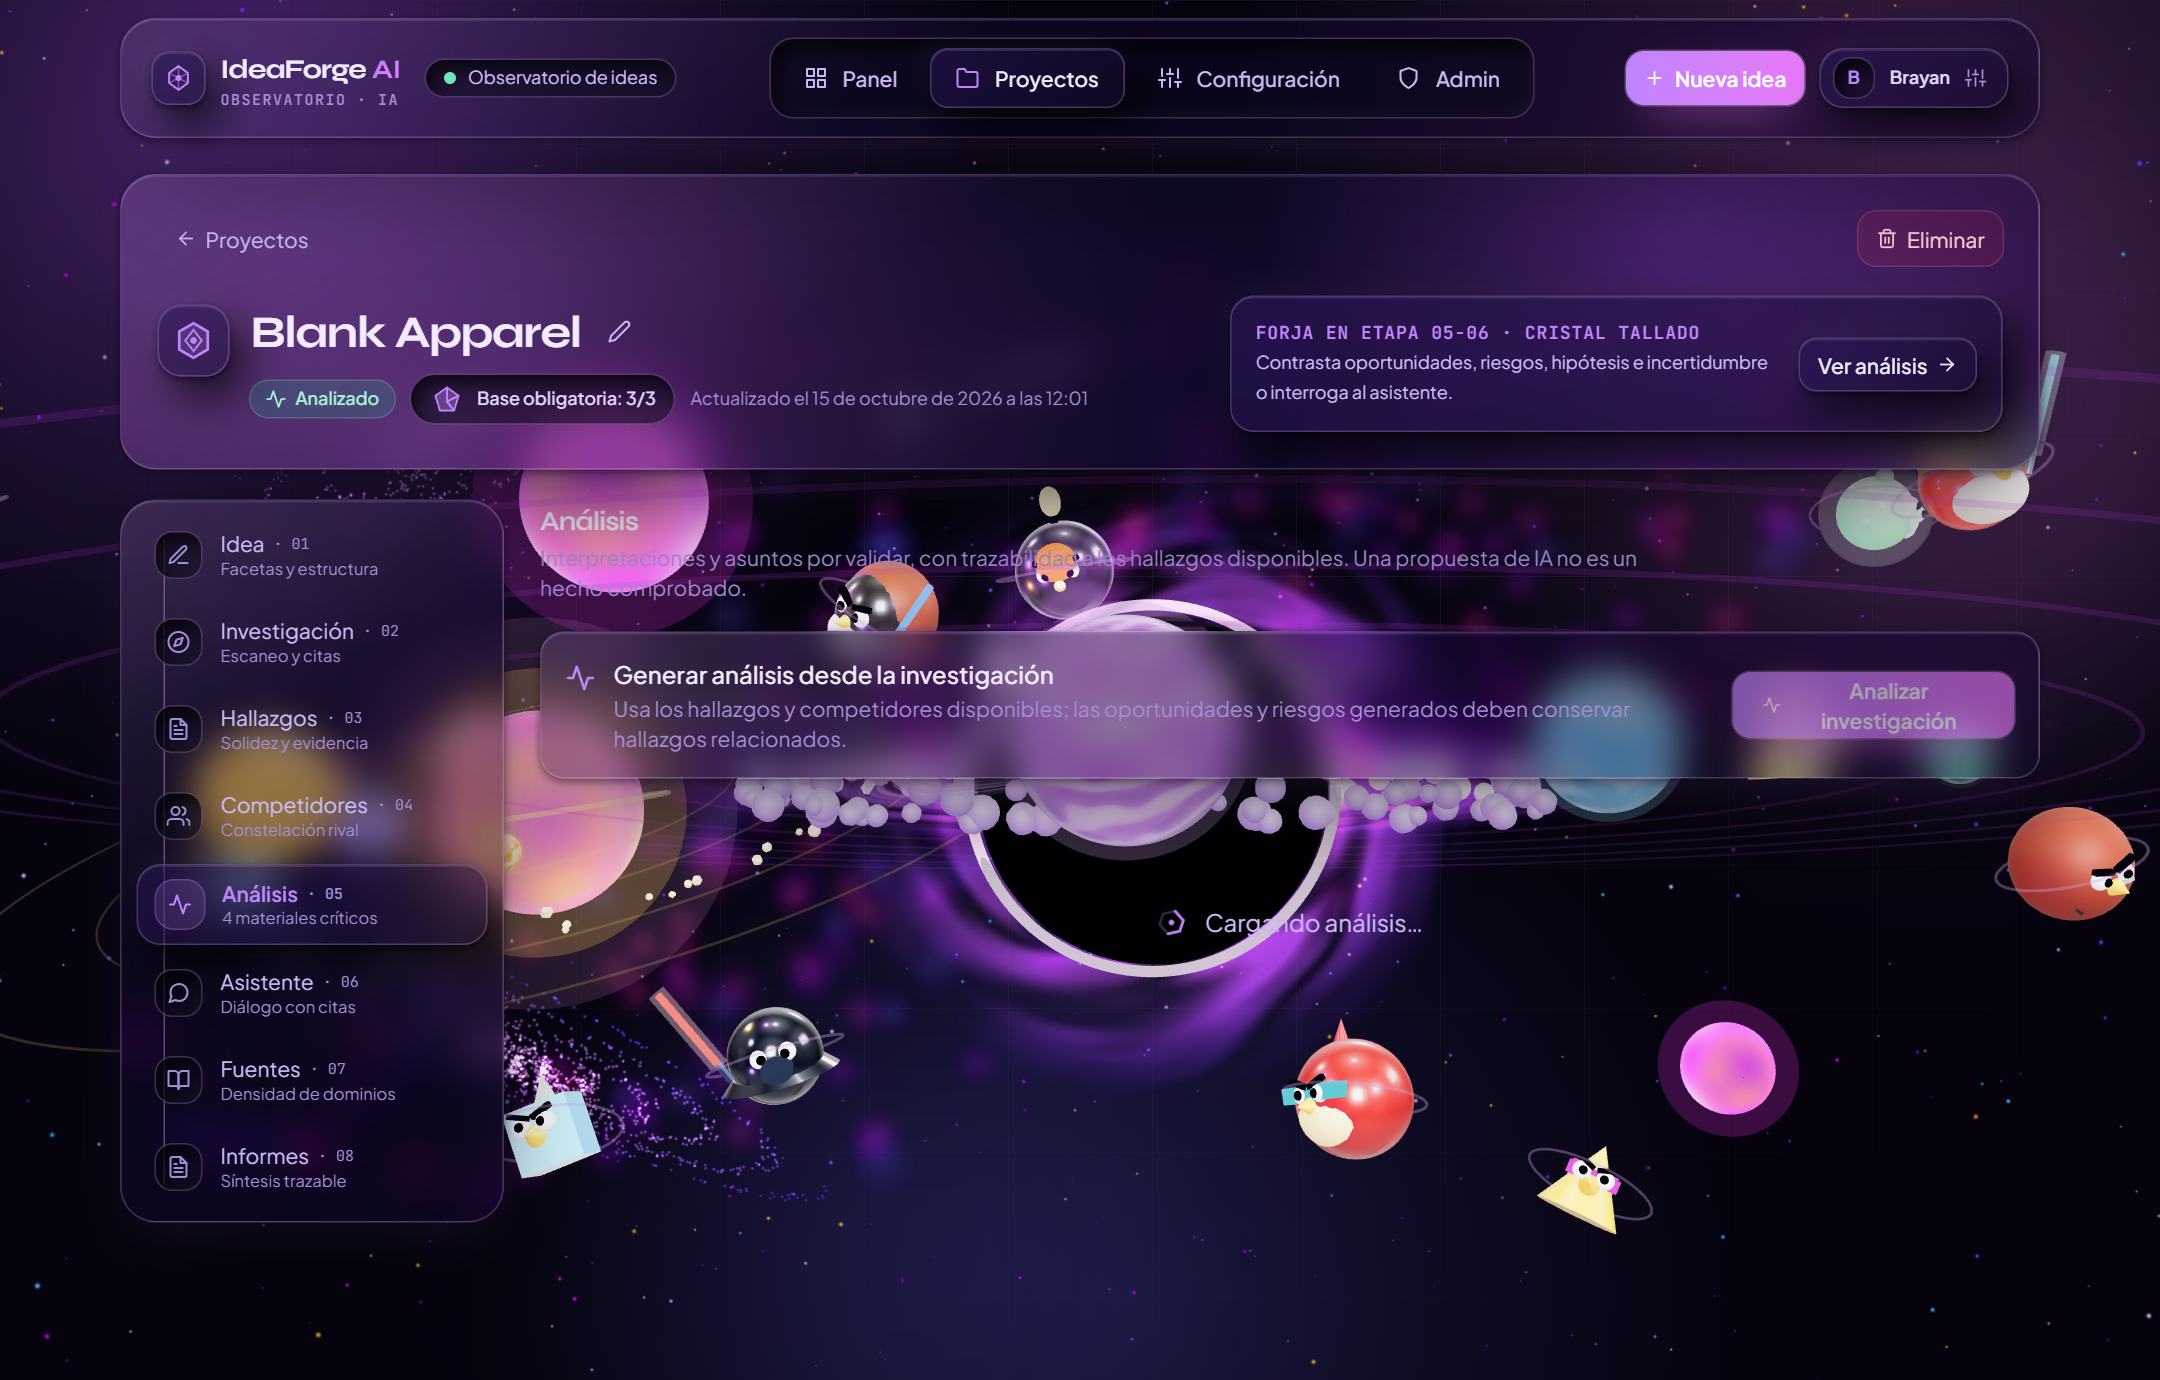 IdeaForge AI
OBSERVATORIO · IA
Observatorio de ideas
Panel
Proyectos
Configuración
Admin
+ Nueva idea
B
Brayan
← Proyectos
Eliminar
Blank Apparel
Analizado
Base obligatoria: 3/3
Actualizado el 15 de octubre de 2026 a las 12:01
FORJA EN ETAPA 05-06 · CRISTAL TALLADO
Contrasta oportunidades, riesgos, hipótesis e incertidumbre
o interroga al asistente.
Ver análisis →
Idea · 01
Facetas y estructura
Investigación · 02
Escaneo y citas
Hallazgos · 03
Solidez y evidencia
Competidores · 04
Constelación rival
Análisis · 05
4 materiales críticos
Asistente · 06
Diálogo con citas
Fuentes · 07
Densidad de dominios
Informes · 08
Síntesis trazable
Análisis
Interpretaciones y asuntos por validar, con trazabilidad a los hallazgos disponibles. Una propuesta de IA no es un
hecho comprobado.
Generar análisis desde la investigación
Usa los hallazgos y competidores disponibles; las oportunidades y riesgos generados deben conservar
hallazgos relacionados.
Analizar
investigación
Cargando análisis...